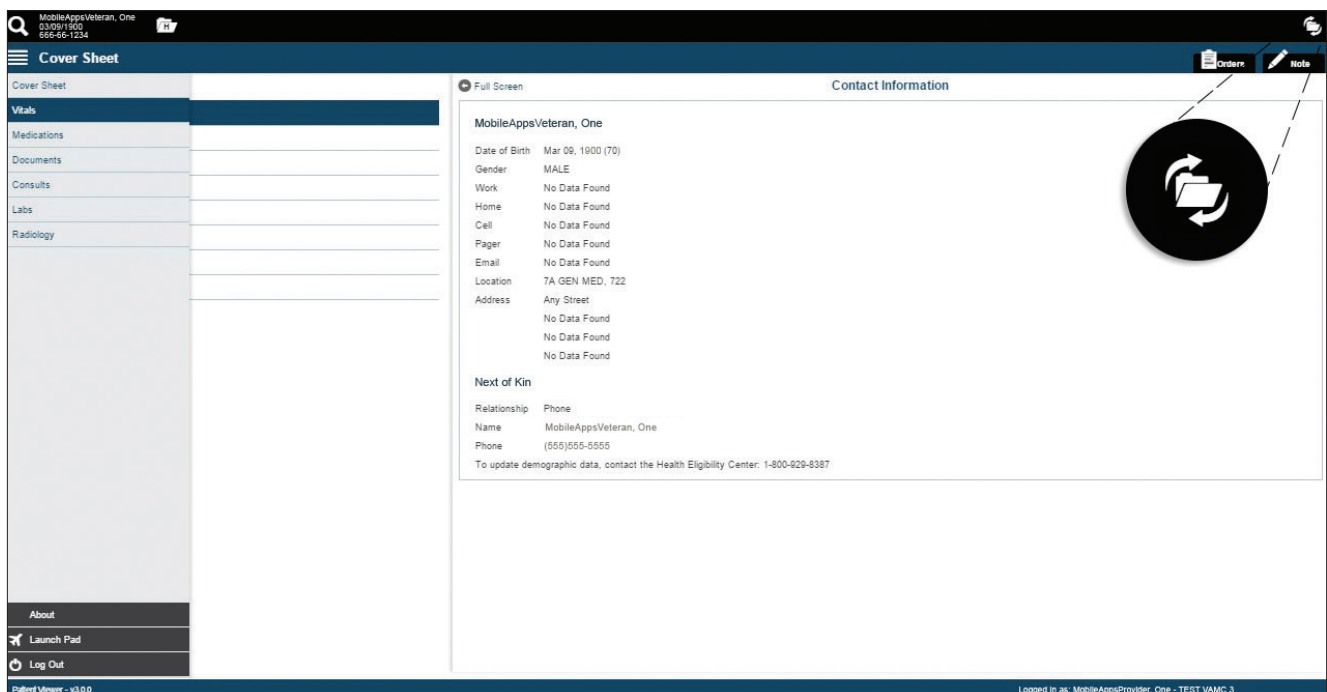 MobileAppsVeteran, One
03/09/1900
666-66-1234
H
Cover Sheet
Orders
Note
Cover Sheet
Vitals
Medications
Documents
Consults
Labs
Radiology
About
Launch Pad
Log Out
Full Screen
Contact Information
MobileAppsVeteran, One
Date of Birth Mar 09, 1900 (70)
Gender MALE
Work No Data Found
Home No Data Found
Cell No Data Found
Pager No Data Found
Email No Data Found
Location 7A GEN MED, 722
Address Any Street
No Data Found
No Data Found
No Data Found
Next of Kin
Relationship Phone
Name MobileAppsVeteran, One
Phone (555)555-5555
To update demographic data, contact the Health Eligibility Center: 1-800-929-8387
Patient Viewer - v3.0.0
Logged in as: MobileAppsProvider, One - TEST VAMC 3